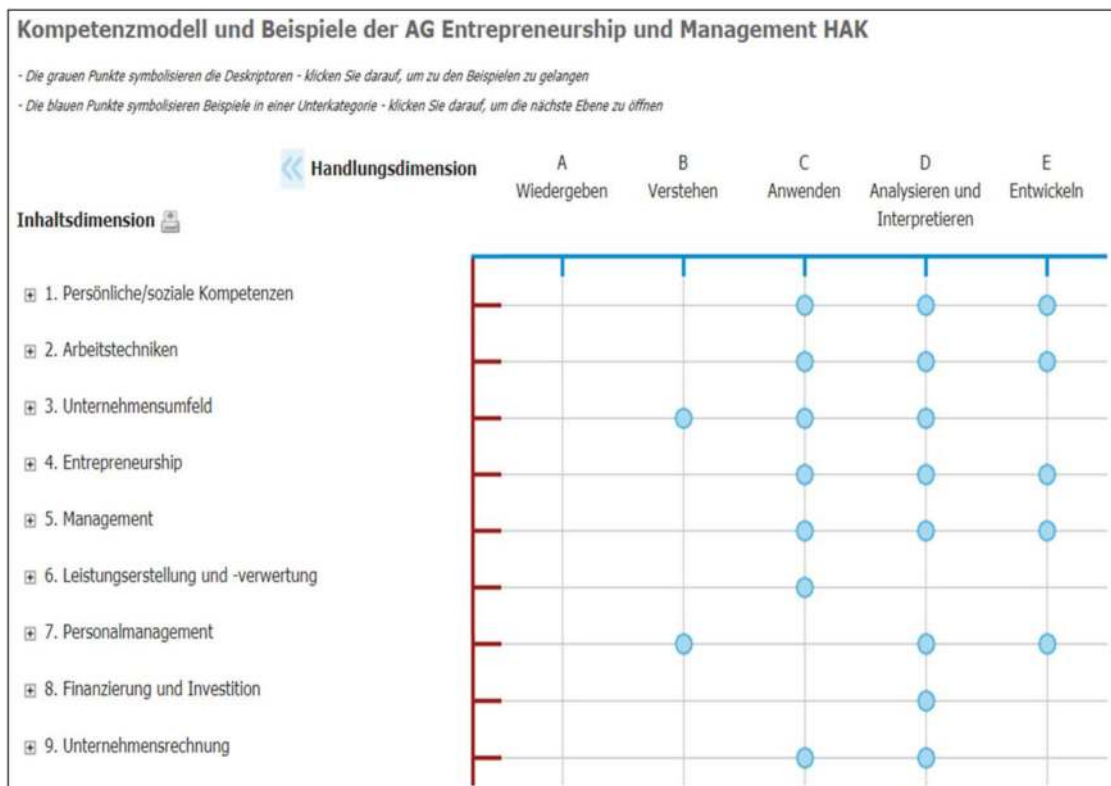 Kompetenzmodell und Beispiele der AG Entrepreneurship und Management HAK
- Die grauen Punkte symbolisieren die Deskriptoren - klicken Sie darauf, um zu den Beispielen zu gelangen
- Die blauen Punkte symbolisieren Beispiele in einer Unterkategorie - klicken Sie darauf, um die nächste Ebene zu öffnen
Handlungsdimension
A
Wiedergeben
B
Verstehen
C
Anwenden
D
Analysieren und
Interpretieren
E
Entwickeln
Inhaltsdimension
1. Persönliche/soziale Kompetenzen
2. Arbeitstechniken
3. Unternehmensumfeld
4. Entrepreneurship
5. Management
6. Leistungserstellung und -verwertung
7. Personalmanagement
8. Finanzierung und Investition
9. Unternehmensrechnung